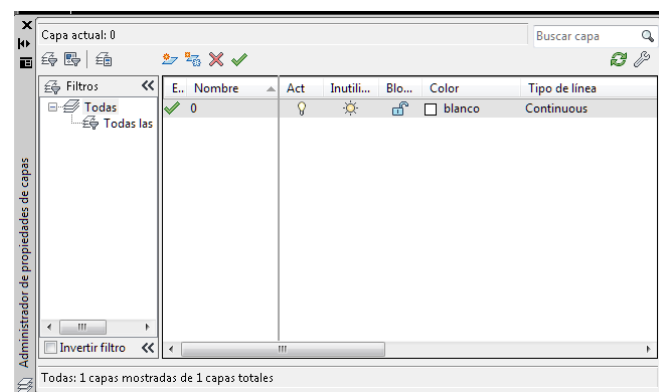 Capa actual: 0
Buscar capa
Filtros
E.. Nombre Act Inutili... Blo... Color Tipo de línea
Todas
Todas las
0 blanco Continuous
Invertir filtro
Todas: 1 capas mostradas de 1 capas totales
Administrador de propiedades de capas